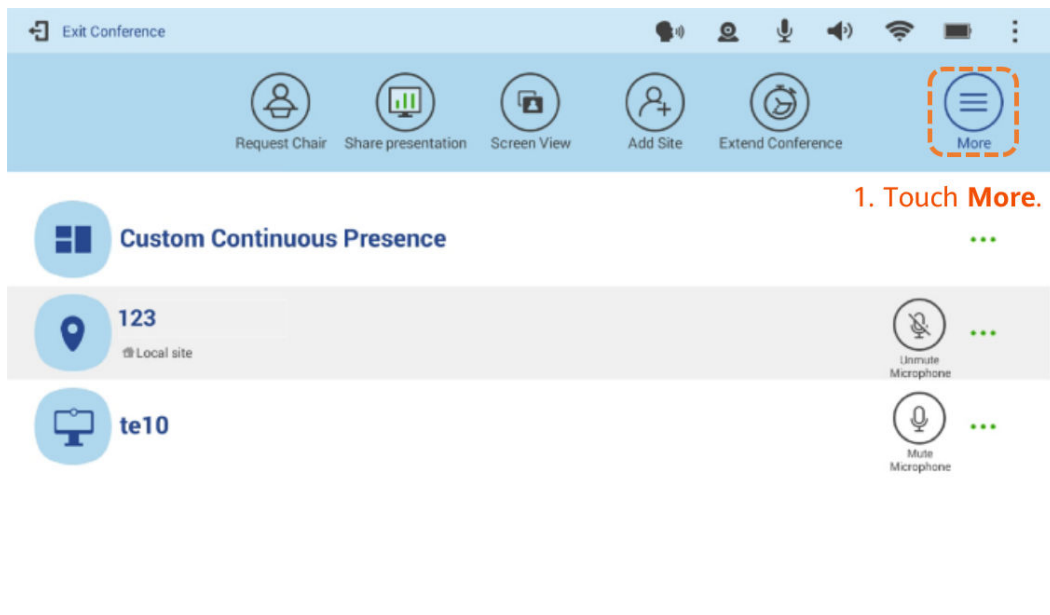 Exit Conference
Request Chair
Share presentation
Screen View
Add Site
Extend Conference
More
1. Touch More.
Custom Continuous Presence
123
Local site
Unmute
Microphone
te10
Mute
Microphone